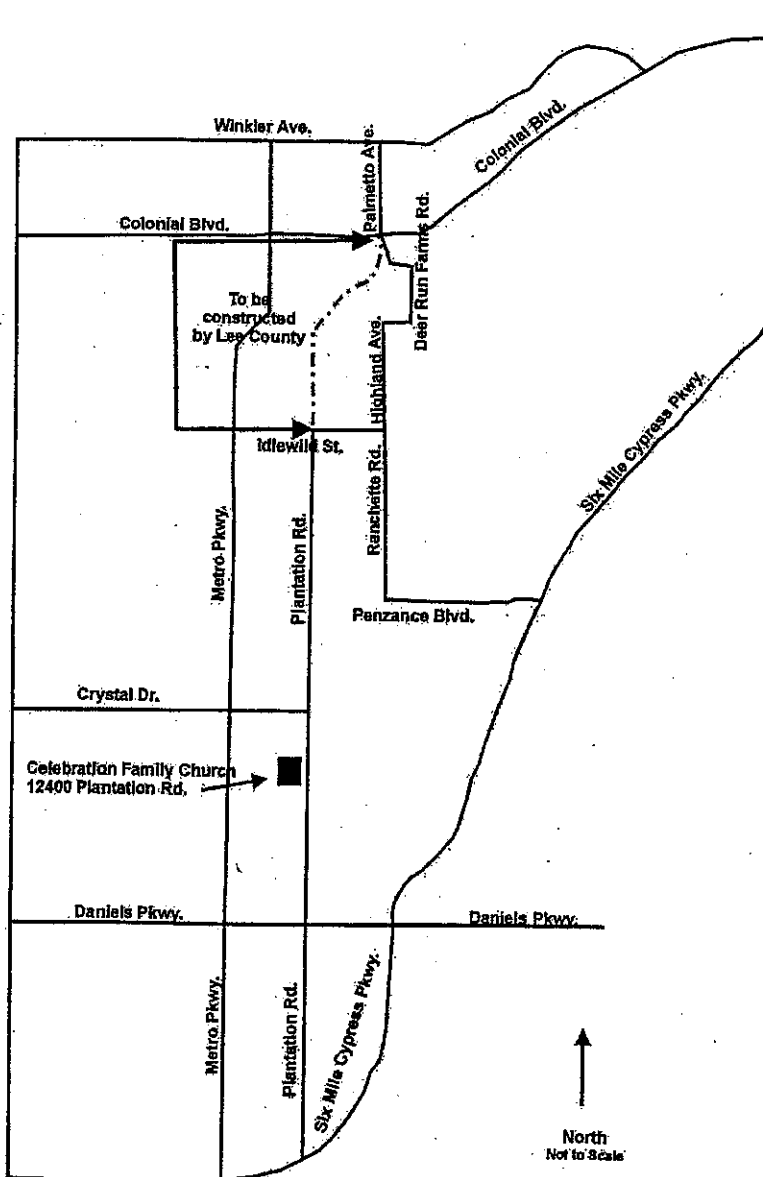 Winkler Ave.
Palmetto Ave.
Colonial Blvd.
Colonial Blvd.
Deer Run Farms Rd.
To be
constructed
by Lee County
Highland Ave.
Idlewild St.
Ranchette Rd.
Six Mile Cypress Pkwy.
Metro Pkwy.
Plantation Rd.
Penzance Blvd.
Crystal Dr.
Celebration Family Church
12400 Plantation Rd.
Daniels Pkwy.
Daniels Pkwy.
Metro Pkwy.
Plantation Rd.
Six Mile Cypress Pkwy.
North
Not to Scale